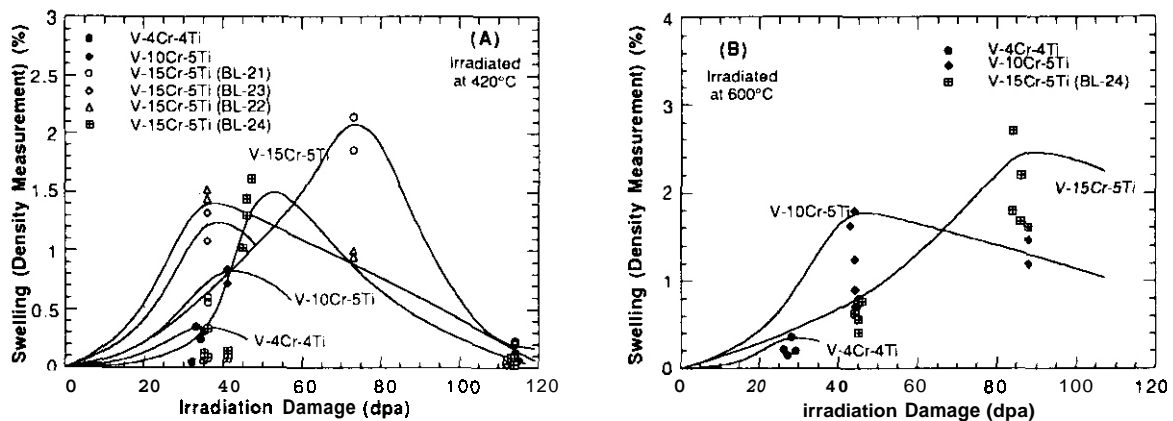 3
2.5
2
1.5
1
0.5
0
0 20 40 60 80 100 120
Swelling (Density Measurement) (%)
Irradiation Damage (dpa)
(A)
Irradiated
at 420°C
V-4Cr-4Ti
V-10Cr-5Ti
V-15Cr-5Ti (BL-21)
V-15Cr-5Ti (BL-23)
V-15Cr-5Ti (BL-22)
V-15Cr-5Ti (BL-24)
V-15Cr-5Ti
V-10Cr-5Ti
V-4Cr-4Ti
5
4
3
2
1
0
0 20 40 60 80 100 120
Swelling (Density Measurement) (%)
irradiation Damage (dpa)
(B)
Irradiated
at 600°C
V-4Cr-4Ti
V-10Cr-5Ti
V-15Cr-5Ti (BL-24)
V-10Cr-5Ti
V-15Cr-5Ti
V-4Cr-4Ti